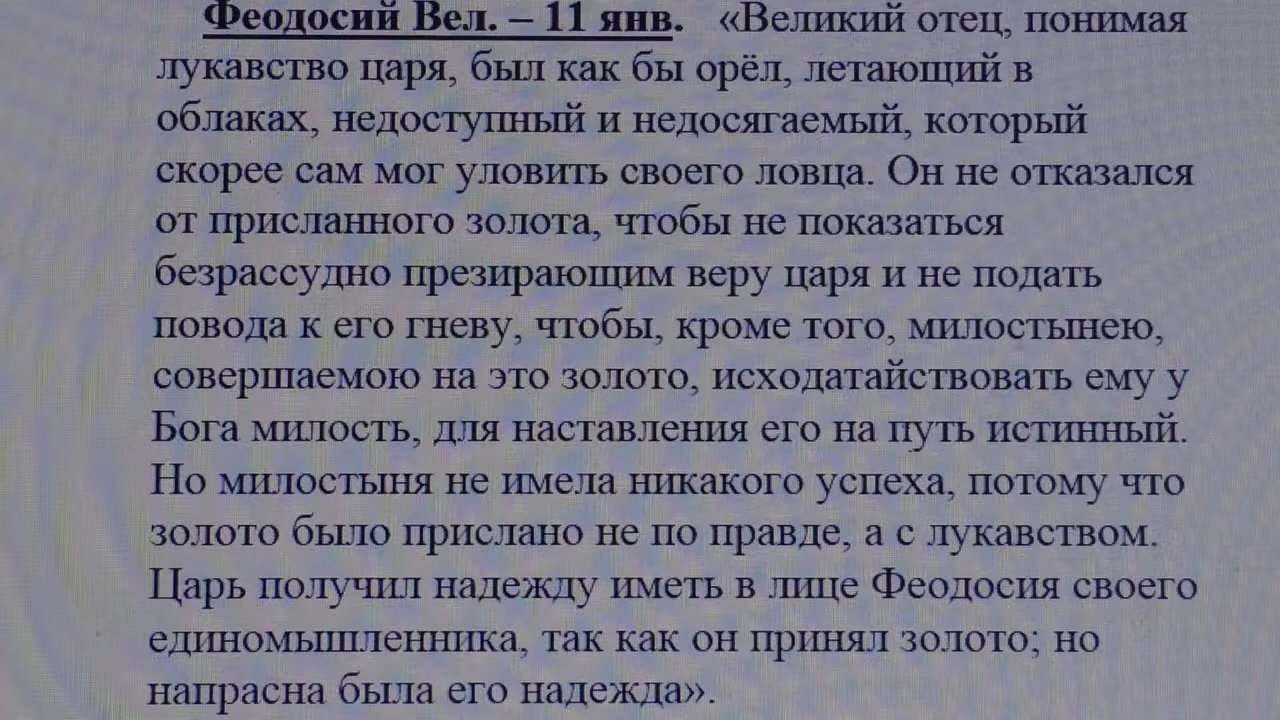 Феодосий Вел. – 11 янв. «Великий отец, понимая
лукавство царя, был как бы орёл, летающий в
облаках, недоступный и недосягаемый, который
скорее сам мог уловить своего ловца. Он не отказался
от присланного золота, чтобы не показаться
безрассудно презирающим веру царя и не подать
повода к его гневу, чтобы, кроме того, милостынею,
совершаемою на это золото, исходатайствовать ему у
Бога милость, для наставления его на путь истинный.
Но милостыня не имела никакого успеха, потому что
золото было прислано не по правде, а с лукавством.
Царь получил надежду иметь в лице Феодосия своего
единомышленника, так как он принял золото; но
напрасна была его надежда».